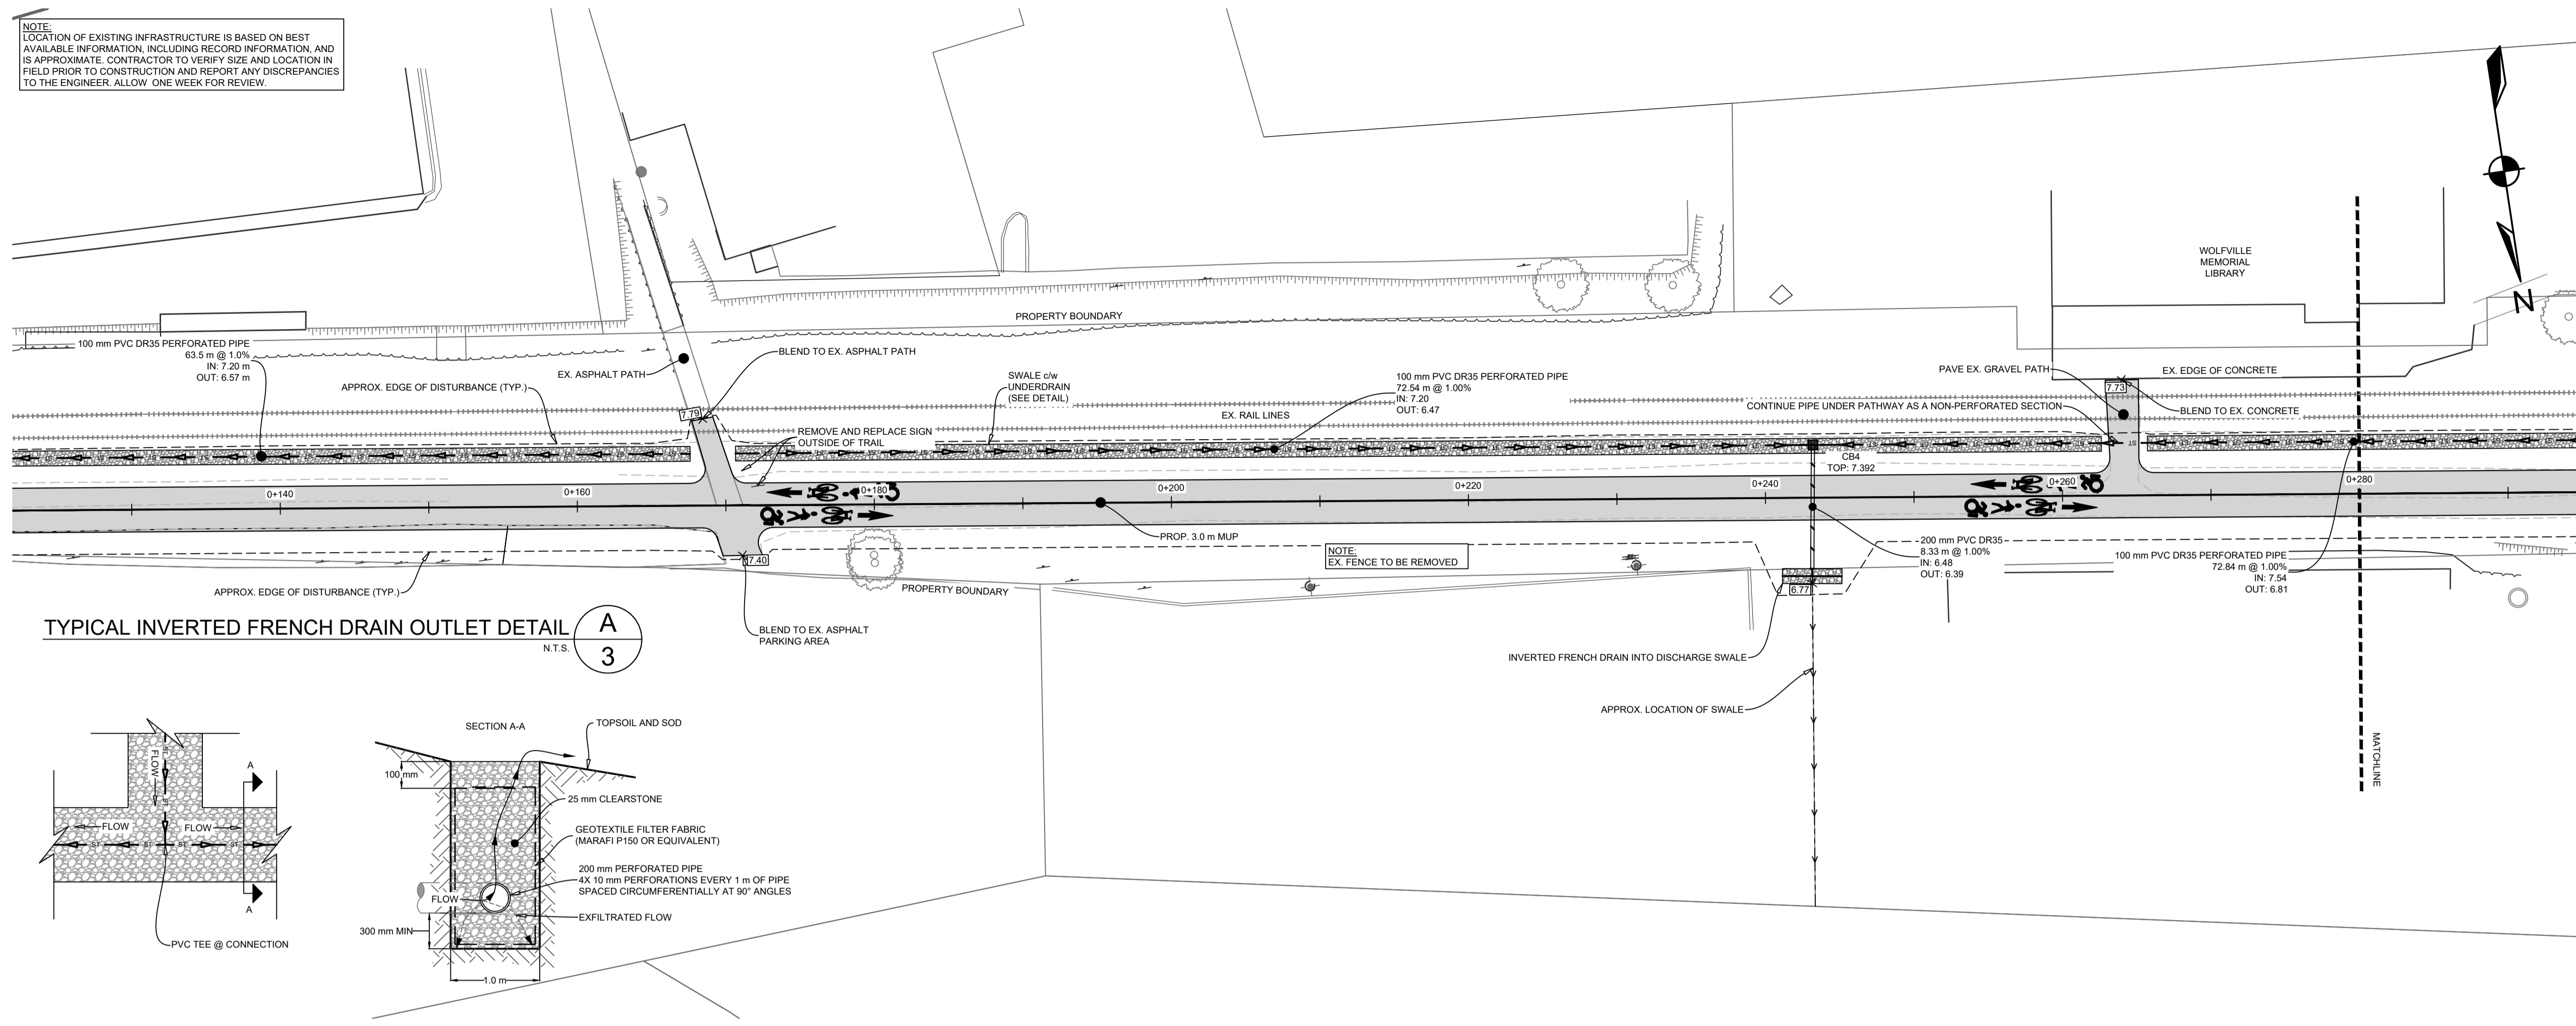 NOTE:
LOCATION OF EXISTING INFRASTRUCTURE IS BASED ON BEST
AVAILABLE INFORMATION, INCLUDING RECORD INFORMATION, AND
IS APPROXIMATE. CONTRACTOR TO VERIFY SIZE AND LOCATION IN
FIELD PRIOR TO CONSTRUCTION AND REPORT ANY DISCREPANCIES
TO THE ENGINEER. ALLOW ONE WEEK FOR REVIEW.
WOLFVILLE
MEMORIAL
LIBRARY
N
PROPERTY BOUNDARY
100 mm PVC DR35 PERFORATED PIPE
63.5 m @ 1.0%
IN: 7.20 m
OUT: 6.57 m
APPROX. EDGE OF DISTURBANCE (TYP.)
EX. ASPHALT PATH
BLEND TO EX. ASPHALT PATH
7.79
REMOVE AND REPLACE SIGN
OUTSIDE OF TRAIL
SWALE c/w
UNDERDRAIN
(SEE DETAIL)
EX. RAIL LINES
100 mm PVC DR35 PERFORATED PIPE
72.54 m @ 1.00%
IN: 7.20
OUT: 6.47
PAVE EX. GRAVEL PATH
CONTINUE PIPE UNDER PATHWAY AS A NON-PERFORATED SECTION
7.73
EX. EDGE OF CONCRETE
BLEND TO EX. CONCRETE
ST
CB4
TOP: 7.392
0+140
0+160
0+180
0+200
0+220
0+240
0+260
0+280
PROP. 3.0 m MUP
NOTE:
EX. FENCE TO BE REMOVED
200 mm PVC DR35
8.33 m @ 1.00%
IN: 6.48
OUT: 6.39
100 mm PVC DR35 PERFORATED PIPE
72.84 m @ 1.00%
IN: 7.54
OUT: 6.81
7.40
6.77
APPROX. EDGE OF DISTURBANCE (TYP.)
PROPERTY BOUNDARY
BLEND TO EX. ASPHALT
PARKING AREA
INVERTED FRENCH DRAIN INTO DISCHARGE SWALE
APPROX. LOCATION OF SWALE
MATCHLINE
TYPICAL INVERTED FRENCH DRAIN OUTLET DETAIL
N.T.S.
A
3
ST
FLOW
ST
A
FLOW
FLOW
ST
ST
ST
ST
A
PVC TEE @ CONNECTION
SECTION A-A
TOPSOIL AND SOD
100 mm
25 mm CLEARSTONE
GEOTEXTILE FILTER FABRIC
(MARAFI P150 OR EQUIVALENT)
200 mm PERFORATED PIPE
4X 10 mm PERFORATIONS EVERY 1 m OF PIPE
SPACED CIRCUMFERENTIALLY AT 90° ANGLES
FLOW
EXFILTRATED FLOW
300 mm MIN
1.0 m